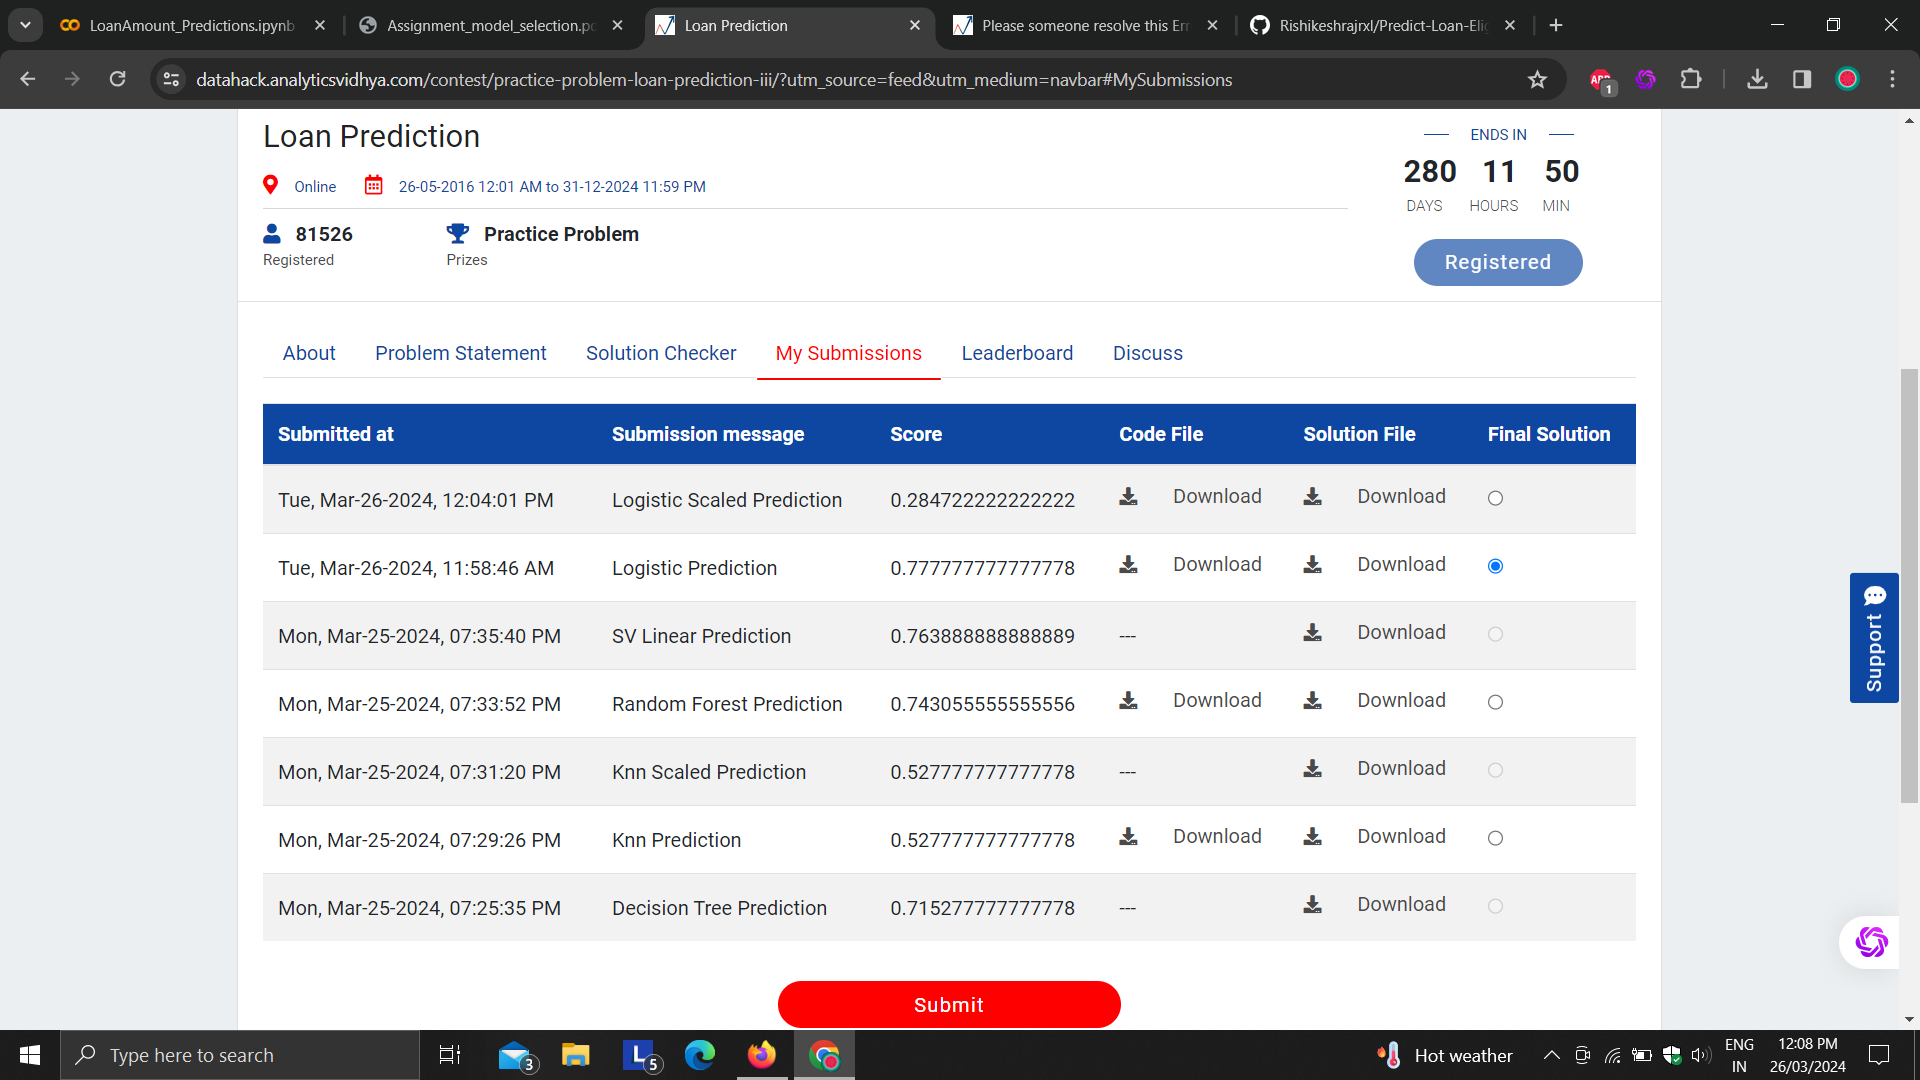 LoanAmount_Predictions.ipynb
Assignment_model_selection.pd
Loan Prediction
Please someone resolve this Err
Rishikeshrajrxl/Predict-Loan-Elig
datahack.analyticsvidhya.com/contest/practice-problem-loan-prediction-iii/?utm_source=feed&utm_medium=navbar#MySubmissions
ABP
1
Loan Prediction
Online
26-05-2016 12:01 AM to 31-12-2024 11:59 PM
ENDS IN
280 11 50
DAYS HOURS MIN
81526
Registered
Practice Problem
Prizes
Registered
About Problem Statement Solution Checker My Submissions Leaderboard Discuss
Submitted at Submission message Score Code File Solution File Final Solution
Tue, Mar-26-2024, 12:04:01 PM Logistic Scaled Prediction 0.284722222222222 Download Download
Tue, Mar-26-2024, 11:58:46 AM Logistic Prediction 0.777777777777778 Download Download
Mon, Mar-25-2024, 07:35:40 PM SV Linear Prediction 0.763888888888889 --- Download
Mon, Mar-25-2024, 07:33:52 PM Random Forest Prediction 0.743055555555556 Download Download
Mon, Mar-25-2024, 07:31:20 PM Knn Scaled Prediction 0.527777777777778 --- Download
Mon, Mar-25-2024, 07:29:26 PM Knn Prediction 0.527777777777778 Download Download
Mon, Mar-25-2024, 07:25:35 PM Decision Tree Prediction 0.715277777777778 --- Download
Support
Submit
Type here to search
3
L
5
Hot weather
ENG
IN
12:08 PM
26/03/2024